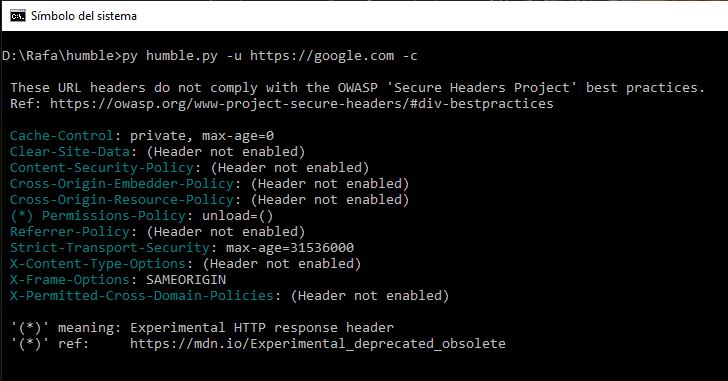 Símbolo del sistema
D:\Rafa\humble>py humble.py -u https://google.com -c
These URL headers do not comply with the OWASP 'Secure Headers Project' best practices.
Ref: https://owasp.org/www-project-secure-headers/#div-bestpractices
Cache-Control: private, max-age=0
Clear-Site-Data: (Header not enabled)
Content-Security-Policy: (Header not enabled)
Cross-Origin-Embedder-Policy: (Header not enabled)
Cross-Origin-Resource-Policy: (Header not enabled)
(*) Permissions-Policy: unload=()
Referrer-Policy: (Header not enabled)
Strict-Transport-Security: max-age=31536000
X-Content-Type-Options: (Header not enabled)
X-Frame-Options: SAMEORIGIN
X-Permitted-Cross-Domain-Policies: (Header not enabled)
'(*)' meaning: Experimental HTTP response header
'(*)' ref:     https://mdn.io/Experimental_deprecated_obsolete